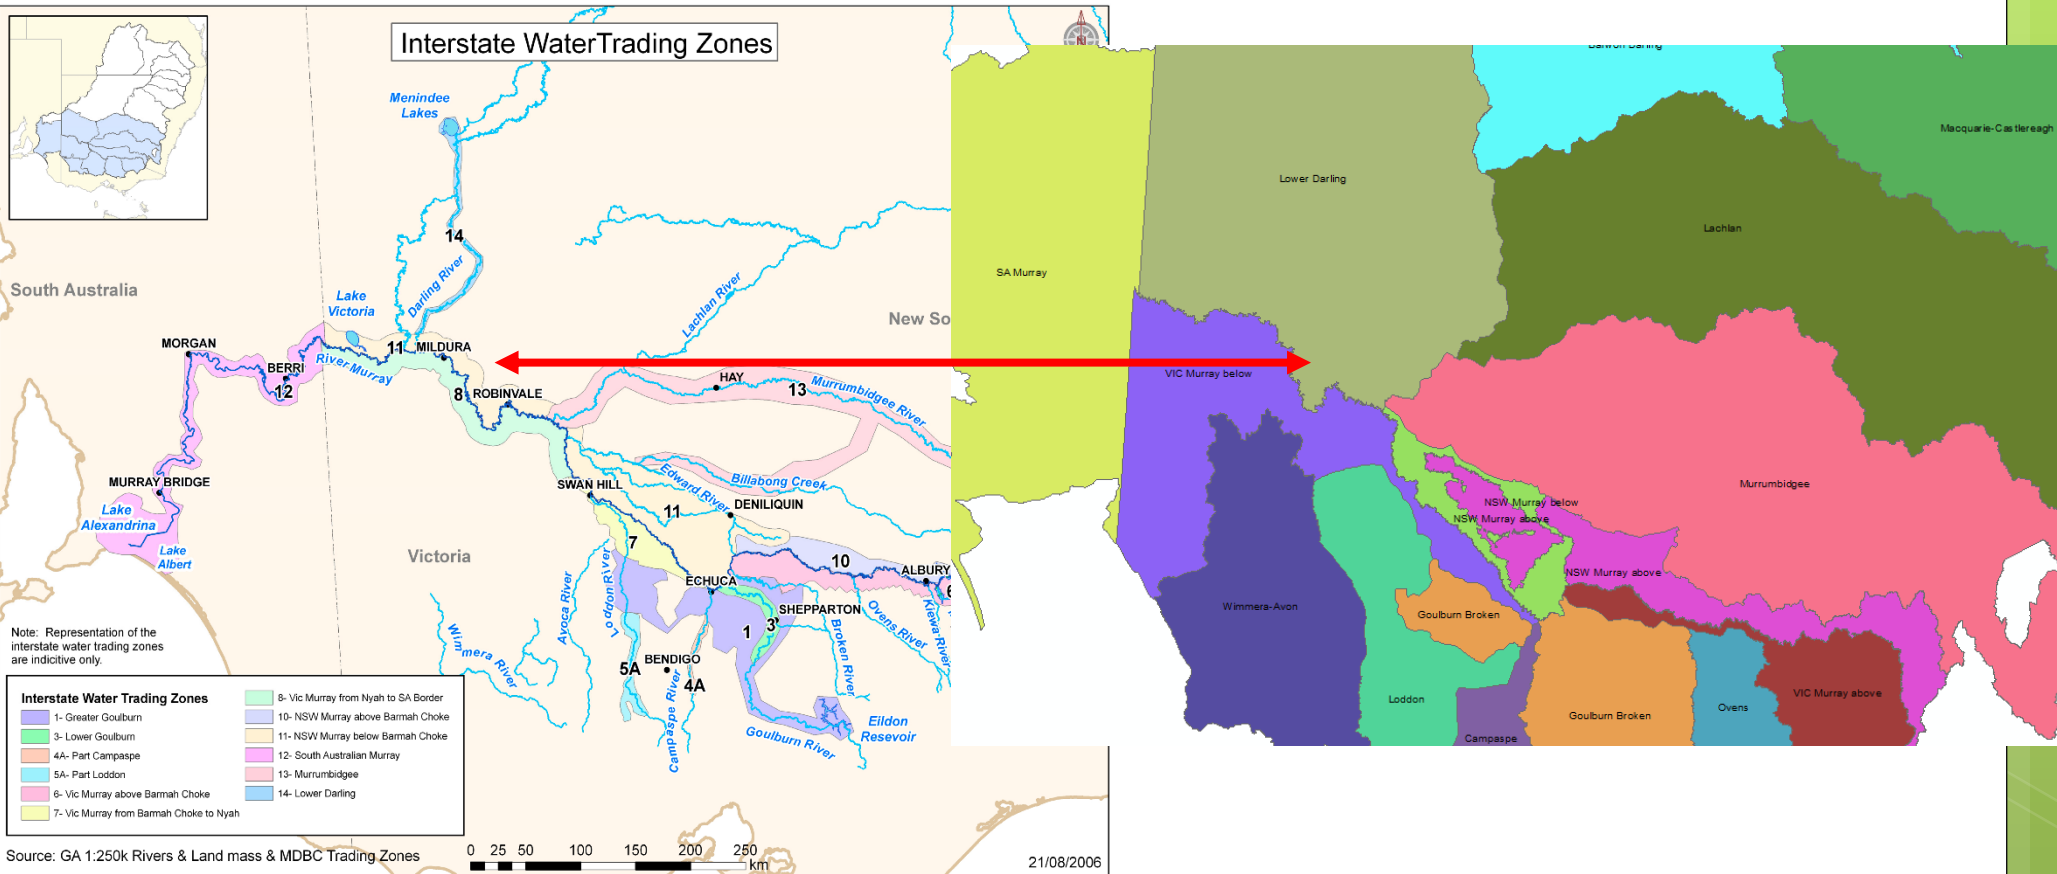 Interstate WaterTrading Zones
N
Menindee
Lakes
14
Darling River
Lachlan River
South Australia
Lake
Victoria
New So
MORGAN
11
MILDURA
BERRI
River Murray
12
8
ROBINVALE
HAY
13
Murrumbidgee River
MURRAY BRIDGE
SWAN HILL
Edward River
Billabong Creek
Lake
Alexandrina
11
DENILIQUIN
Lake
Albert
Victoria
7
10
ALBURY
ECHUCA
6
Loddon River
Avoca River
SHEPPARTON
Ovens River
Kiewa River
Broken River
1
3
Wimmera River
5A
BENDIGO
4A
Campaspe River
Goulburn River
Eildon
Resevoir
Note: Representation of the
interstate water trading zones
are indicitive only.
Interstate Water Trading Zones
1- Greater Goulburn
3- Lower Goulburn
4A- Part Campaspe
5A- Part Loddon
6- Vic Murray above Barmah Choke
7- Vic Murray from Barmah Choke to Nyah
8- Vic Murray from Nyah to SA Border
10- NSW Murray above Barmah Choke
11- NSW Murray below Barmah Choke
12- South Australian Murray
13- Murrumbidgee
14- Lower Darling
Source: GA 1:250k Rivers & Land mass & MDBC Trading Zones
0 25 50 100 150 200 250
km
21/08/2006
Barwon Darling
Macquarie-Castlereagh
Lower Darling
Lachlan
SA Murray
VIC Murray below
Murrumbidgee
NSW Murray below
NSW Murray above
NSW Murray above
Wimmera-Avon
Goulburn Broken
Loddon
VIC Murray above
Ovens
Goulburn Broken
Campaspe